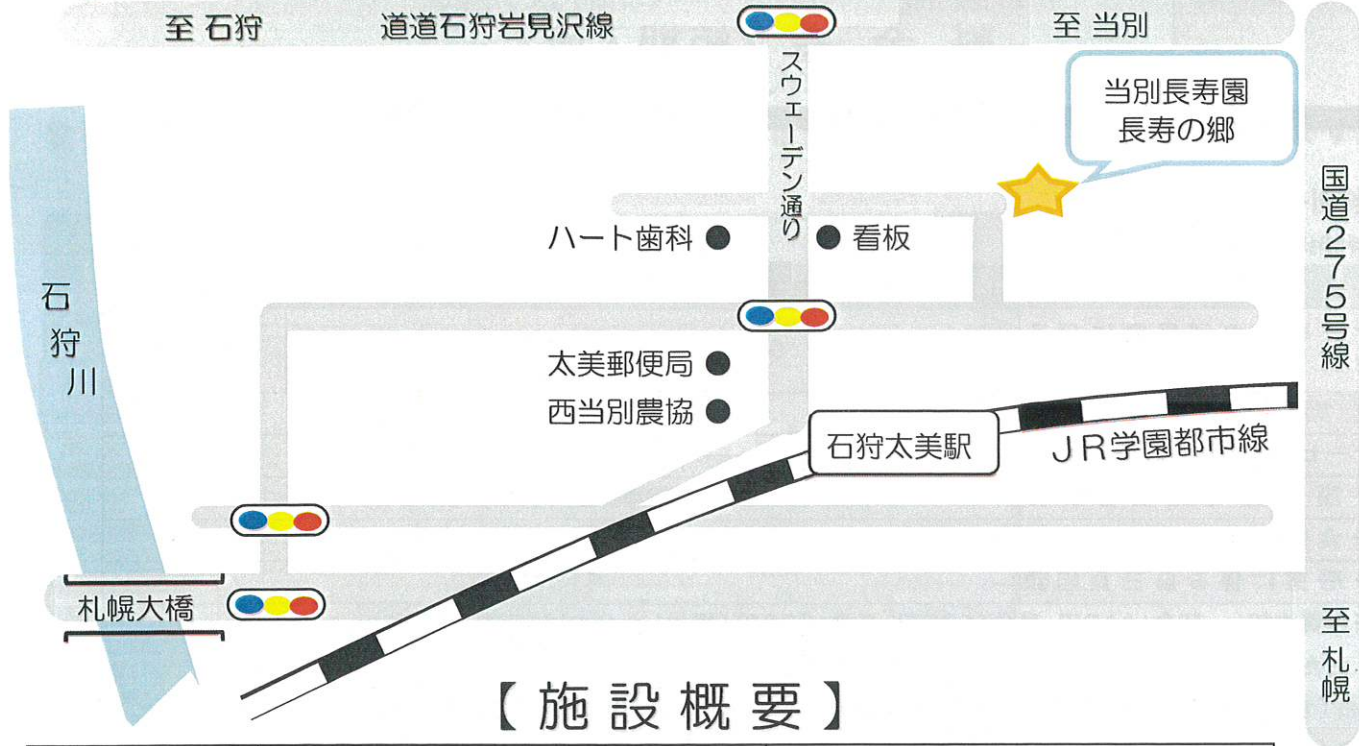 至 石狩
道道石狩岩見沢線
至 当別
スウェーデン通り
当別長寿園
長寿の郷
国道275号線
ハート歯科
看板
石狩川
太美郵便局
西当別農協
石狩太美駅
JR学園都市線
札幌大橋
至 札幌
【施設概要】